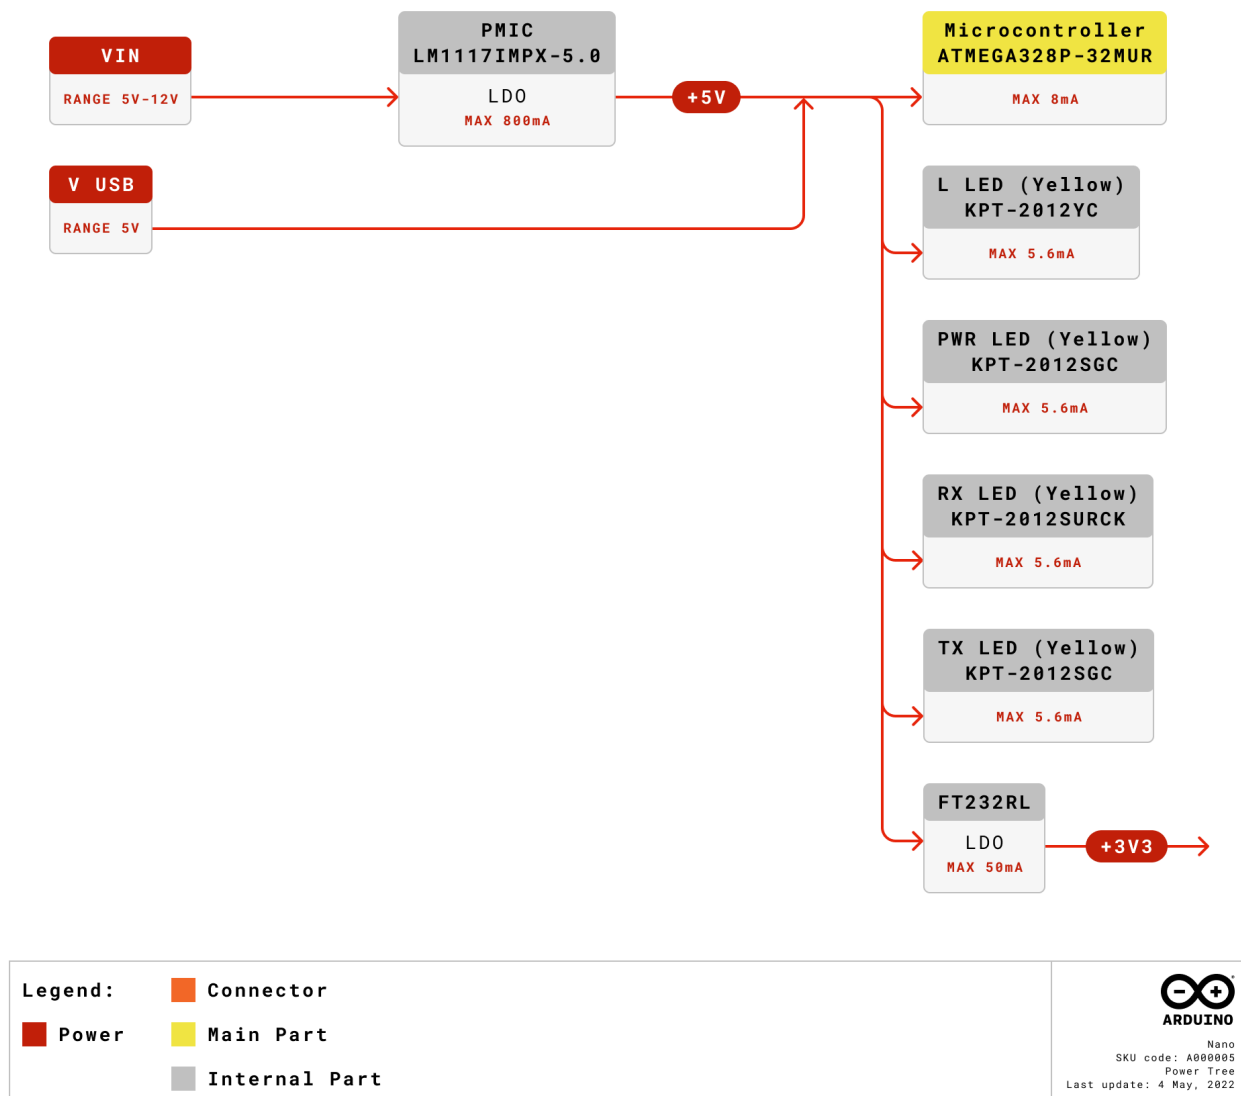 VIN
RANGE 5V-12V
PMIC
LM1117IMPX-5.0
LDO
MAX 800mA
+5V
Microcontroller
ATMEGA328P-32MUR
MAX 8mA
V USB
RANGE 5V
L LED (Yellow)
KPT-2012YC
MAX 5.6mA
PWR LED (Yellow)
KPT-2012SGC
MAX 5.6mA
RX LED (Yellow)
KPT-2012SURCK
MAX 5.6mA
TX LED (Yellow)
KPT-2012SGC
MAX 5.6mA
FT232RL
LDO
MAX 50mA
+3V3
Legend:
Power
Connector
Main Part
Internal Part
ARDUINO
Nano
SKU code: A000005
Power Tree
Last update: 4 May, 2022